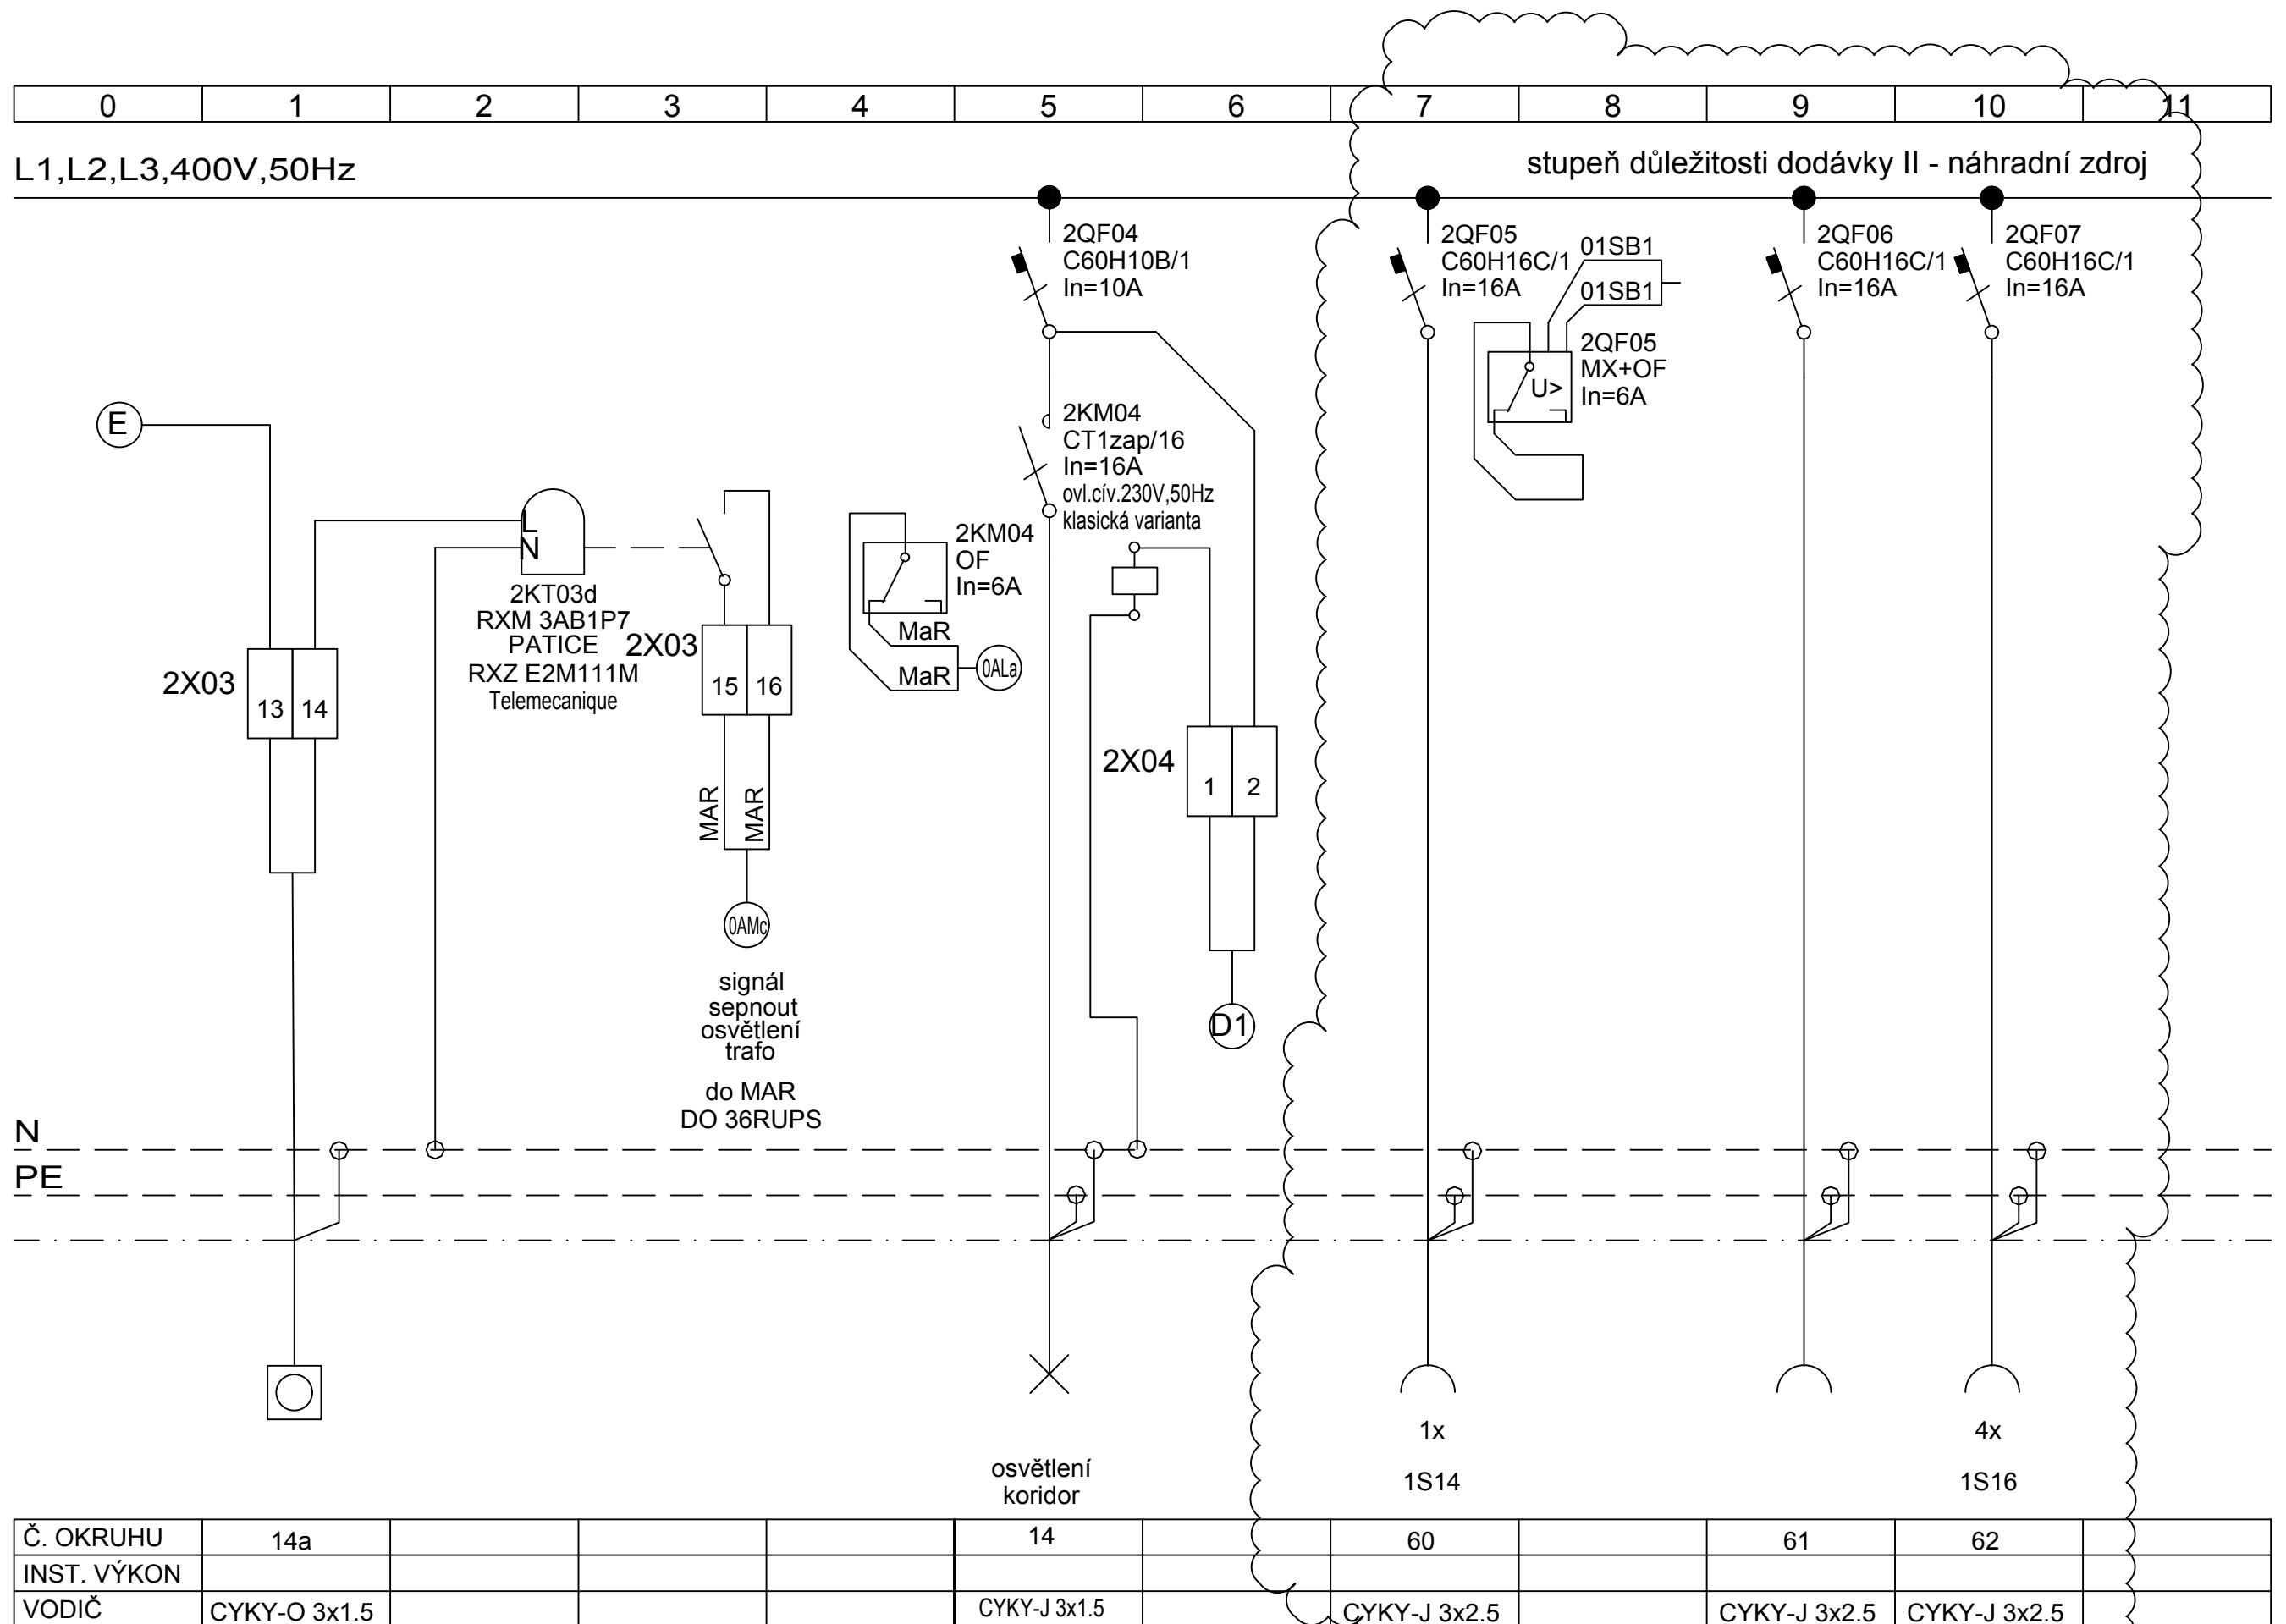 0 1 2 3 4 5 6 7 8 9 10 11
L1,L2,L3,400V,50Hz
stupeň důležitosti dodávky II - náhradní zdroj
2QF04
C60H10B/1
In=10A
2QF05
C60H16C/1
In=16A
01SB1
01SB1
2QF06
C60H16C/1
In=16A
2QF07
C60H16C/1
In=16A
2QF05
MX+OF
In=6A
U>
E
2KM04
CT1zap/16
In=16A
ovl.cív.230V,50Hz
klasická varianta
L
N
2KT03d
RXM 3AB1P7
PATICE
RXZ E2M111M
Telemecanique
2X03
13 14
2X03
15 16
2KM04
OF
In=6A
MaR
MaR
0ALa
2X04
1 2
MAR
MAR
0AMc
D1
signál
sepnout
osvětlení
trafo
do MAR
DO 36RUPS
N
PE
osvětlení
koridor
1x
1S14
4x
1S16
Č. OKRUHU 14a 14 60 61 62
INST. VÝKON
VODIČ CYKY-O 3x1.5 CYKY-J 3x1.5 CYKY-J 3x2.5 CYKY-J 3x2.5 CYKY-J 3x2.5